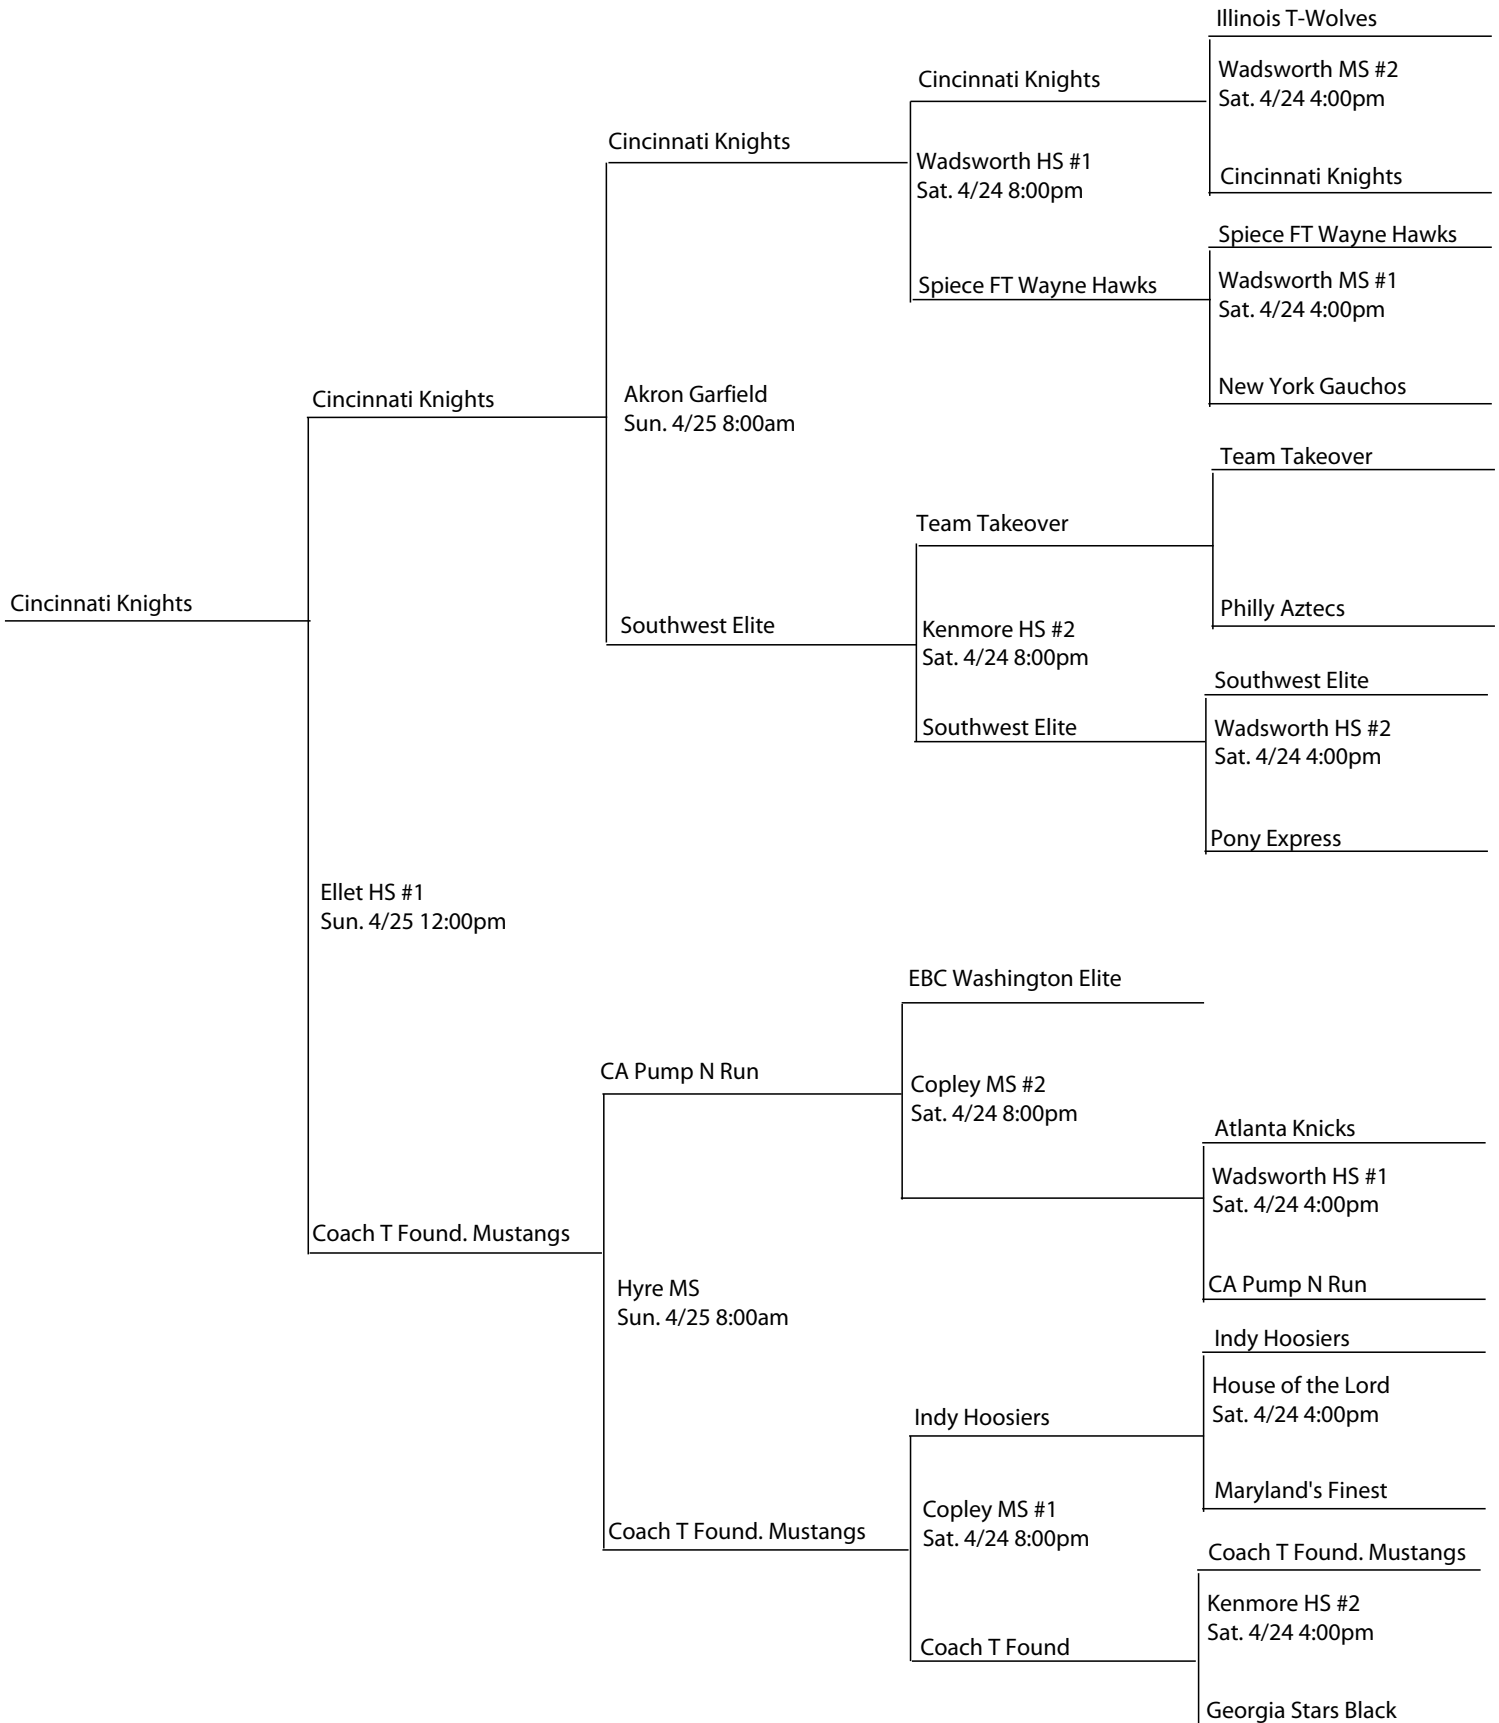 Illinois T-Wolves
Wadsworth MS #2
Sat. 4/24 4:00pm
Cincinnati Knights
Cincinnati Knights
Wadsworth HS #1
Sat. 4/24 8:00pm
Cincinnati Knights
Spiece FT Wayne Hawks
Wadsworth MS #1
Sat. 4/24 4:00pm
Spiece FT Wayne Hawks
New York Gauchos
Cincinnati Knights
Akron Garfield
Sun. 4/25 8:00am
Team Takeover
Team Takeover
Philly Aztecs
Cincinnati Knights
Southwest Elite
Kenmore HS #2
Sat. 4/24 8:00pm
Southwest Elite
Southwest Elite
Wadsworth HS #2
Sat. 4/24 4:00pm
Pony Express
Ellet HS #1
Sun. 4/25 12:00pm
EBC Washington Elite
CA Pump N Run
Copley MS #2
Sat. 4/24 8:00pm
Atlanta Knicks
Wadsworth HS #1
Sat. 4/24 4:00pm
CA Pump N Run
Coach T Found. Mustangs
Hyre MS
Sun. 4/25 8:00am
Indy Hoosiers
House of the Lord
Sat. 4/24 4:00pm
Indy Hoosiers
Maryland's Finest
Copley MS #1
Sat. 4/24 8:00pm
Coach T Found. Mustangs
Coach T Found. Mustangs
Kenmore HS #2
Sat. 4/24 4:00pm
Coach T Found
Georgia Stars Black